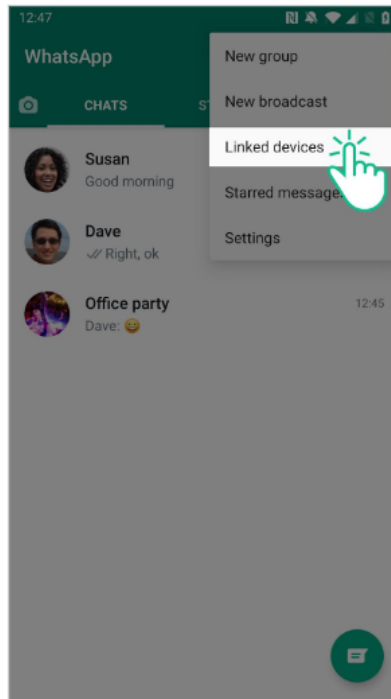 12:47
WhatsApp
New group
CHATS
New broadcast
Linked devices
Susan
Good morning
Starred message
Dave
Right, ok
Settings
Office party
12:45
Dave: 😄